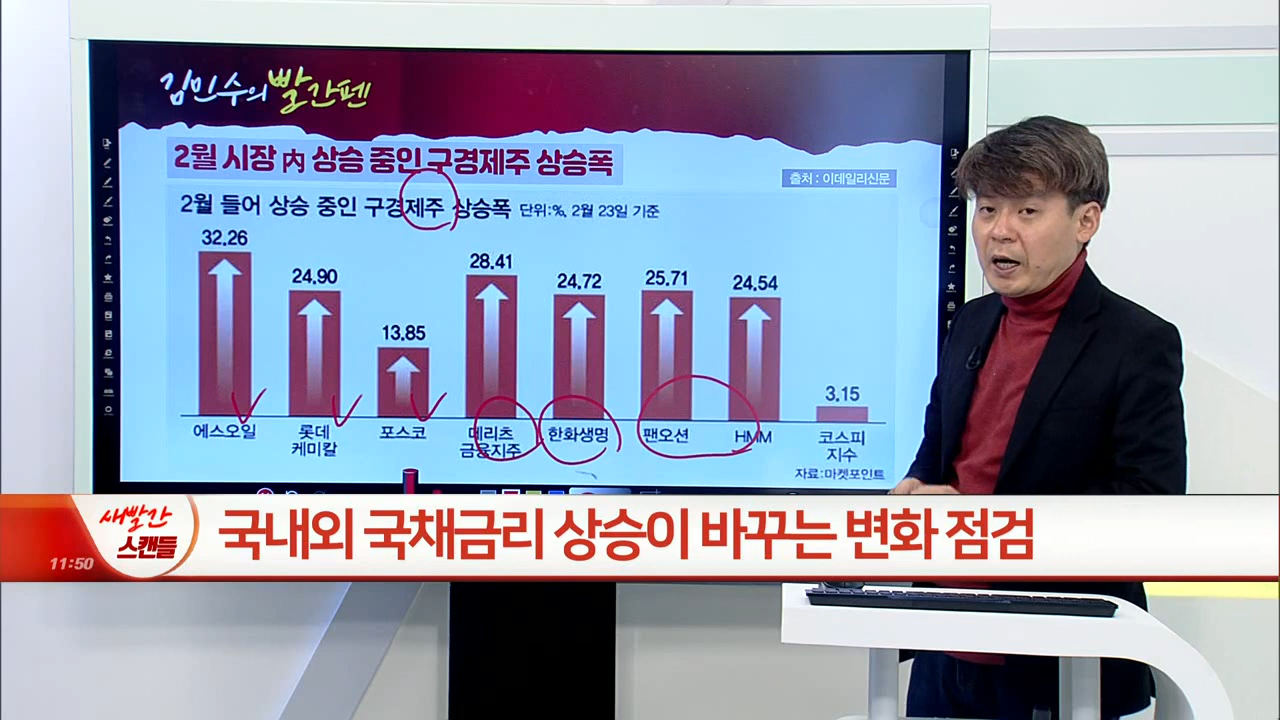 김민수의 빨간펜
2월 시장 內 상승 중인 구경제주 상승폭
출처 : 이데일리신문
2월 들어 상승 중인 구경제주 상승폭 단위:%, 2월 23일 기준
32.26
24.90
13.85
28.41
24.72
25.71
24.54
3.15
에스오일
롯데
케미칼
포스코
메리츠
금융지주
한화생명
팬오션
HMM
코스피
지수
자료:마켓포인트
새빨간
스캔들
11:50
국내외 국채금리 상승이 바꾸는 변화 점검